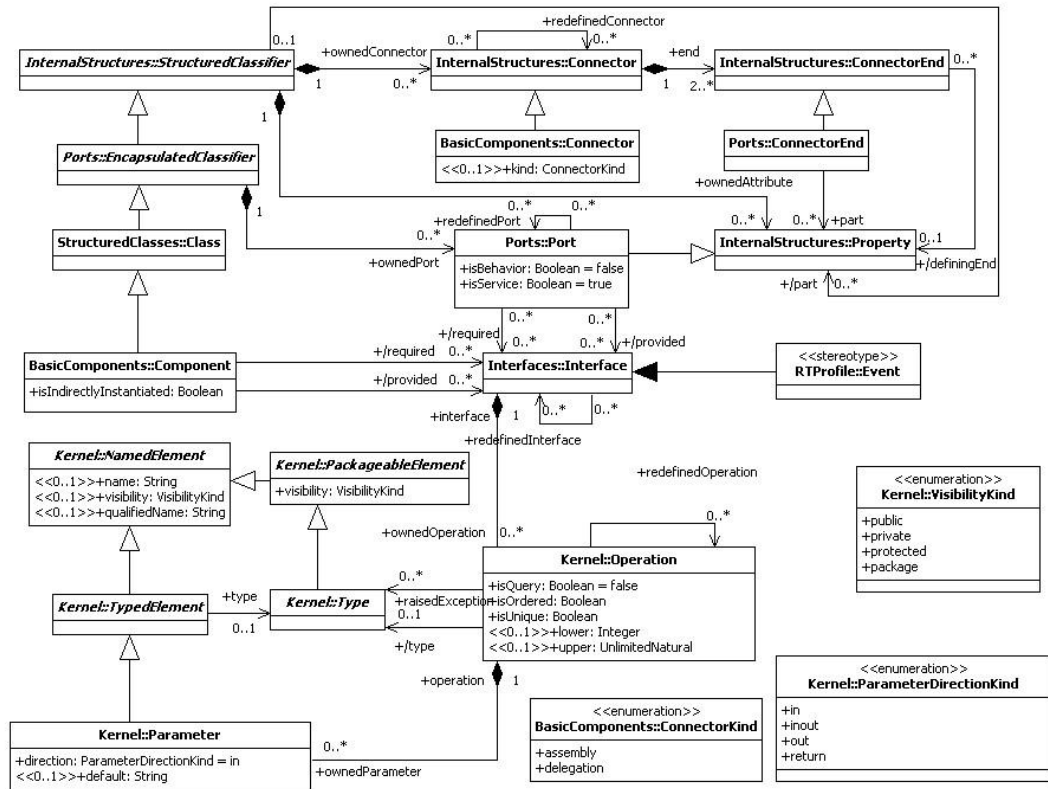 +redefinedConnector
0..1
+ownedConnector
0..*
0..*
+end
InternalStructures::StructuredClassifier
InternalStructures::Connector
InternalStructures::ConnectorEnd
0..*
1
0..*
1
2..*
1
Ports::EncapsulatedClassifier
BasicComponents::Connector
<<0..1>>+kind: ConnectorKind
Ports::ConnectorEnd
+ownedAttribute
1
0..*
0..*
+redefinedPort
0..*
0..*
+part
StructuredClasses::Class
0..*
+ownedPort
Ports::Port
+isBehavior: Boolean = false
+isService: Boolean = true
InternalStructures::Property
0..1
+/definingEnd
+/part
0..*
0..*
0..*
+/required
0..*
0..*
+/provided
BasicComponents::Component
+isIndirectlyInstantiated: Boolean
+/required
0..*
+/provided
0..*
Interfaces::Interface
<<stereotype>>
RTProfile::Event
+interface
1
0..*
0..*
+redefinedInterface
Kernel::NamedElement
<<0..1>>+name: String
<<0..1>>+visibility: VisibilityKind
<<0..1>>+qualifiedName: String
Kernel::PackageableElement
+visibility: VisibilityKind
+redefinedOperation
<<enumeration>>
Kernel::VisibilityKind
+public
+private
+protected
+package
+ownedOperation
0..*
0..*
Kernel::Operation
+isQuery: Boolean = false
+isOrdered: Boolean
+isUnique: Boolean
<<0..1>>+lower: Integer
<<0..1>>+upper: UnlimitedNatural
Kernel::TypedElement
+type
0..1
Kernel::Type
0..*
+raisedException
0..1
+/type
+operation
1
<<enumeration>>
Kernel::ParameterDirectionKind
+in
+inout
+out
+return
<<enumeration>>
BasicComponents::ConnectorKind
+assembly
+delegation
Kernel::Parameter
+direction: ParameterDirectionKind = in
<<0..1>>+default: String
0..*
+ownedParameter